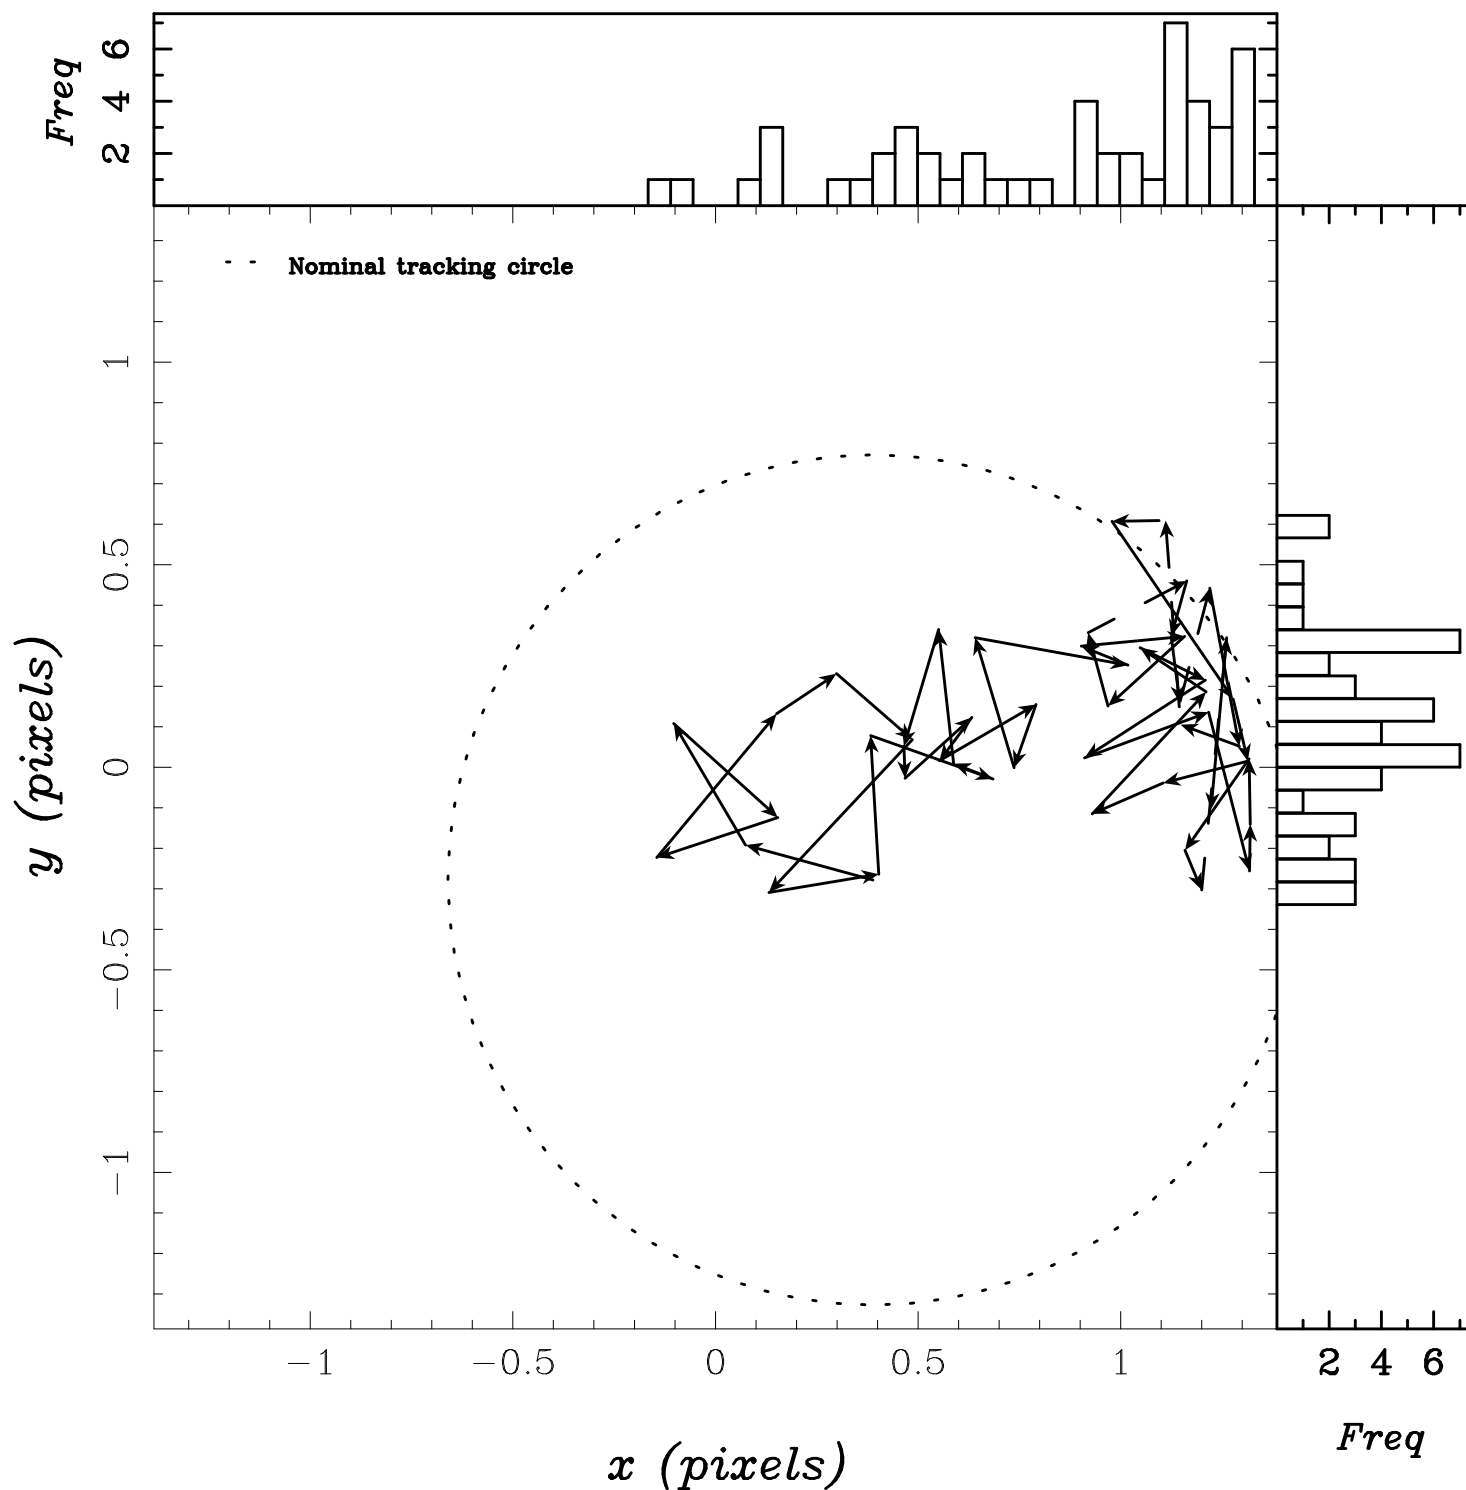 Freq
6
4
2
Nominal tracking circle
1
0.5
0
−0.5
−1
y (pixels)
−1 −0.5 0 0.5 1
2 4 6
Freq
x (pixels)